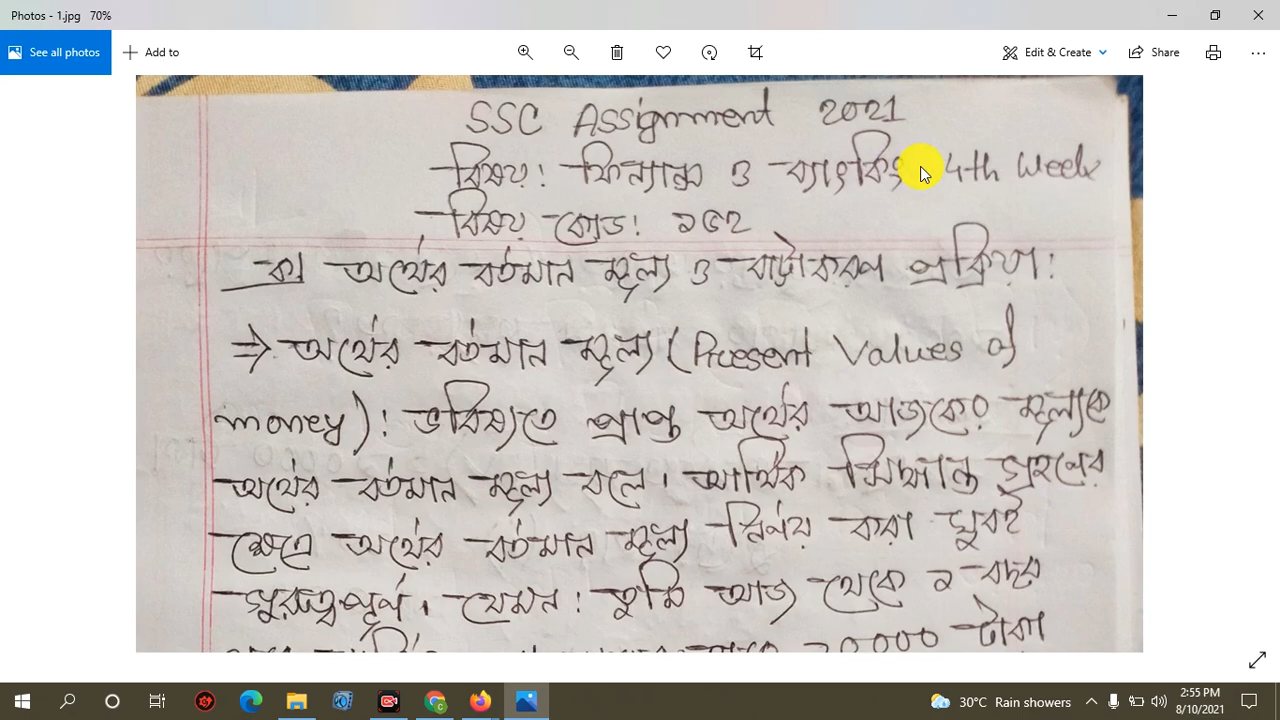 Photos - 1.jpg 70%
See all photos
Add to
Edit & Create
Share
SSC Assignment 2021
বিষয়: ফিন্যান্স ও ব্যাংকিং 4th Week
বিষয় কোড: ১৫২
ক। অর্থের বর্তমান মূল্য ও বাট্টাকরণ প্রক্রিয়া:
⇒ অর্থের বর্তমান মূল্য (Present Values of
money): ভবিষ্যতে প্রাপ্ত অর্থের আজকের মূল্যকে
অর্থের বর্তমান মূল্য বলে। আর্থিক সিদ্ধান্ত গ্রহণের
ক্ষেত্রে অর্থের বর্তমান মূল্য নির্ণয় করা খুবই
গুরুত্বপূর্ণ। যেমন: তুমি আজ থেকে ১ বছর
টাকা
30°C Rain showers
2:55 PM
8/10/2021